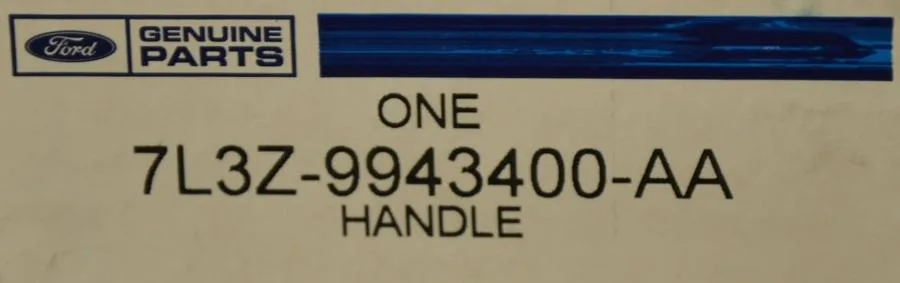 Ford
GENUINE
PARTS
ONE
7L3Z-9943400-AA
HANDLE